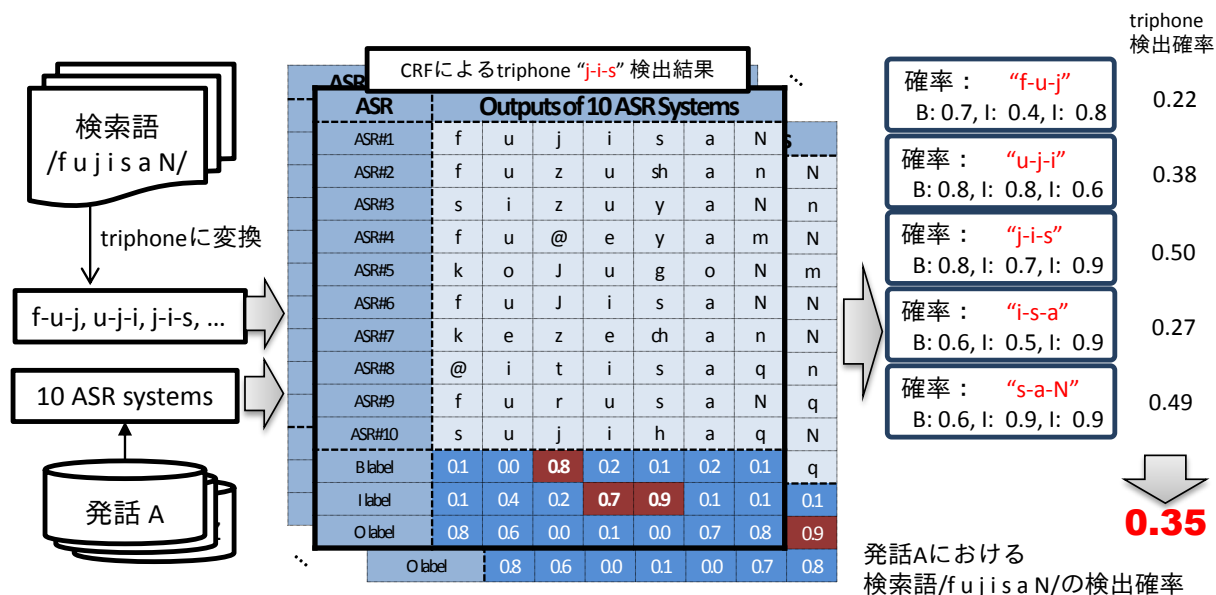 検索語
/f u j i s a N/
triphoneに変換
f-u-j, u-j-i, j-i-s, ...
10 ASR systems
発話 A
CRFによるtriphone “j-i-s” 検出結果
ASR Outputs of 10 ASR Systems
ASR#1 f u j i s a N
ASR#2 f u z u sh a n N
ASR#3 s i z u y a N n
ASR#4 f u @ e y a m N
ASR#5 k o J u g o N m
ASR#6 f u J i s a N N
ASR#7 k e z e ch a n N
ASR#8 @ i t i s a q n
ASR#9 f u r u s a N q
ASR#10 s u j i h a q N
B label 0.1 0.0 0.8 0.2 0.1 0.2 0.1 q
I label 0.1 0.4 0.2 0.7 0.9 0.1 0.1 0.1
O label 0.8 0.6 0.0 0.1 0.0 0.7 0.8 0.9
O label 0.8 0.6 0.0 0.1 0.0 0.7 0.8
...
...
triphone
検出確率
確率： “f-u-j”
B: 0.7, I: 0.4, I: 0.8
0.22
確率： “u-j-i”
B: 0.8, I: 0.8, I: 0.6
0.38
確率： “j-i-s”
B: 0.8, I: 0.7, I: 0.9
0.50
確率： “i-s-a”
B: 0.6, I: 0.5, I: 0.9
0.27
確率： “s-a-N”
B: 0.6, I: 0.9, I: 0.9
0.49
0.35
発話Aにおける
検索語/f u j i s a N/の検出確率